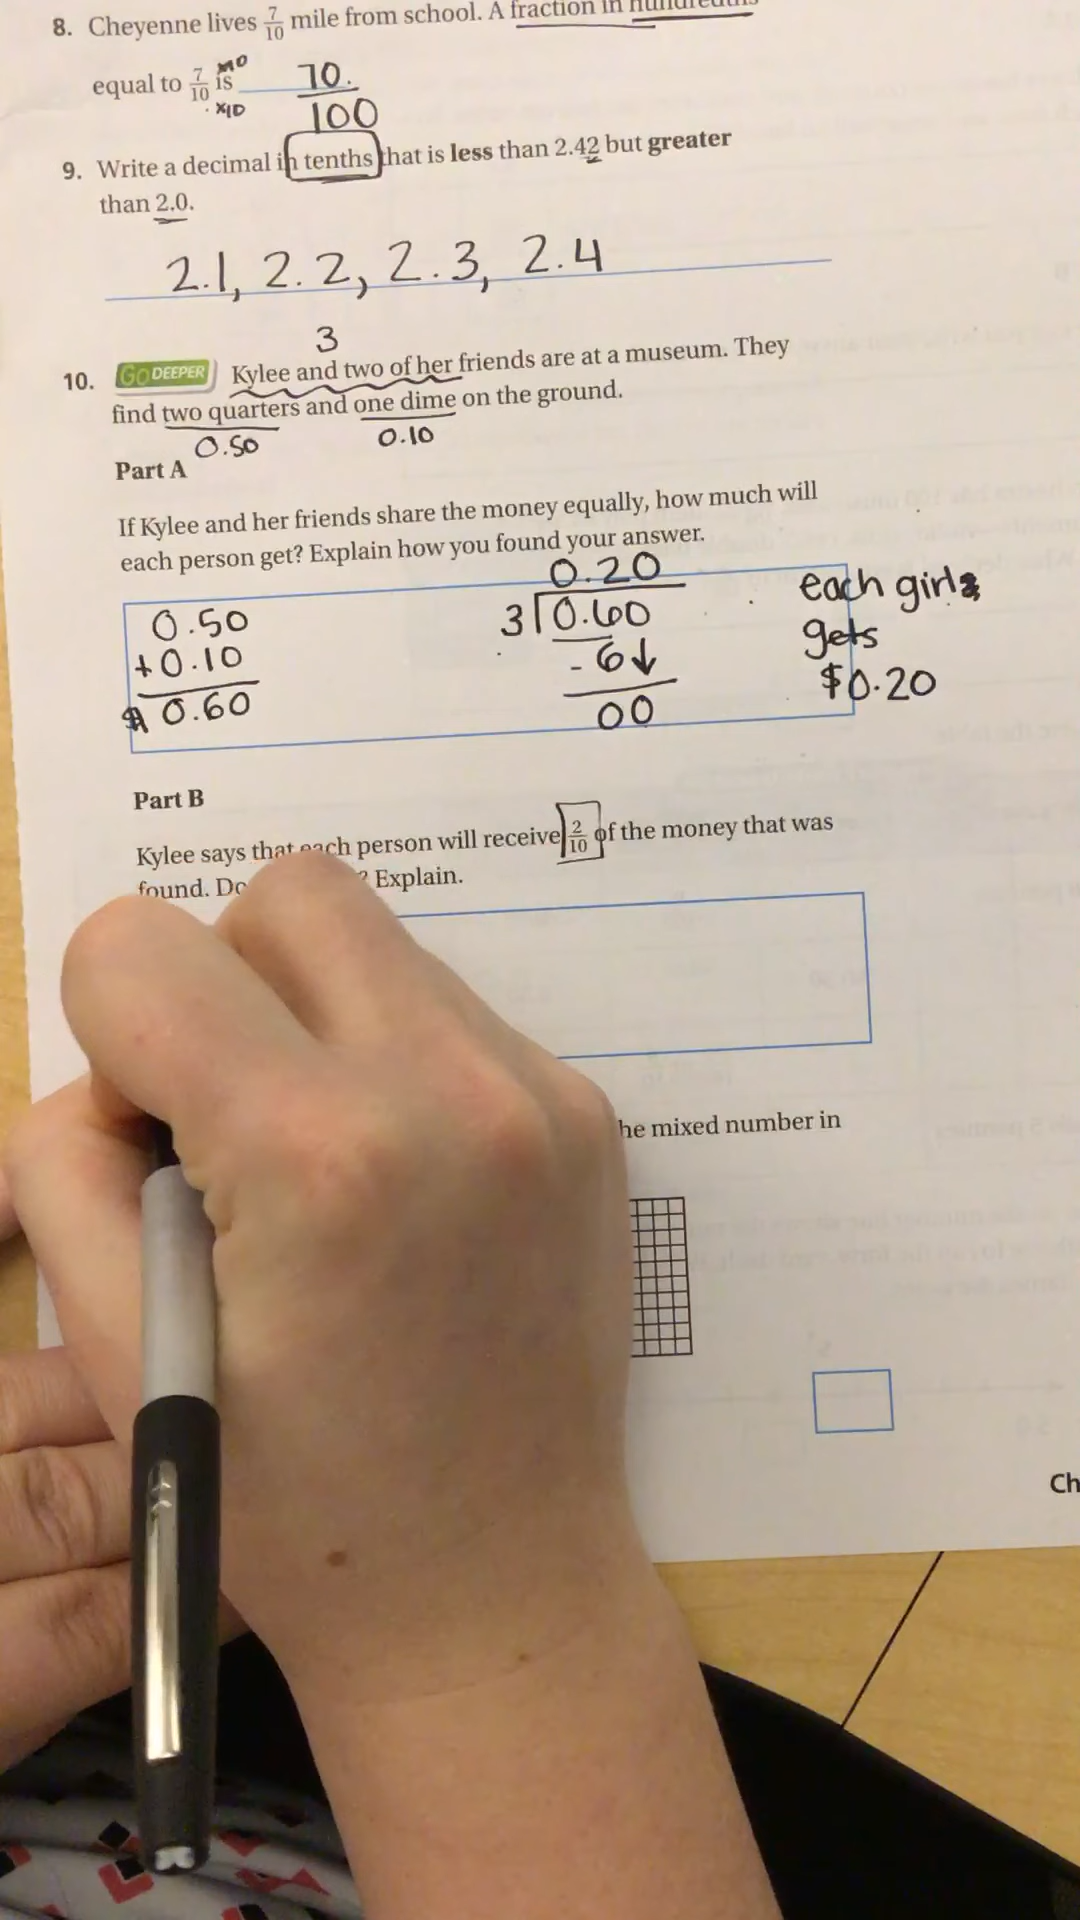 8. Cheyenne lives 7/10 mile from school. A fraction in hundredths
equal to 7/10 is 70/100
x10
x10
9. Write a decimal in tenths that is less than 2.42 but greater
than 2.0.
2.1, 2.2, 2.3, 2.4
3
10. GO DEEPER Kylee and two of her friends are at a museum. They
find two quarters and one dime on the ground.
0.50 0.10
Part A
If Kylee and her friends share the money equally, how much will
each person get? Explain how you found your answer.
0.20
0.50 3 0.60 each girl
+0.10 -6↓ gets
0.60 00 $0.20
Part B
Kylee says that each person will receive 2/10 of the money that was
found. Do ? Explain.
he mixed number in
Ch